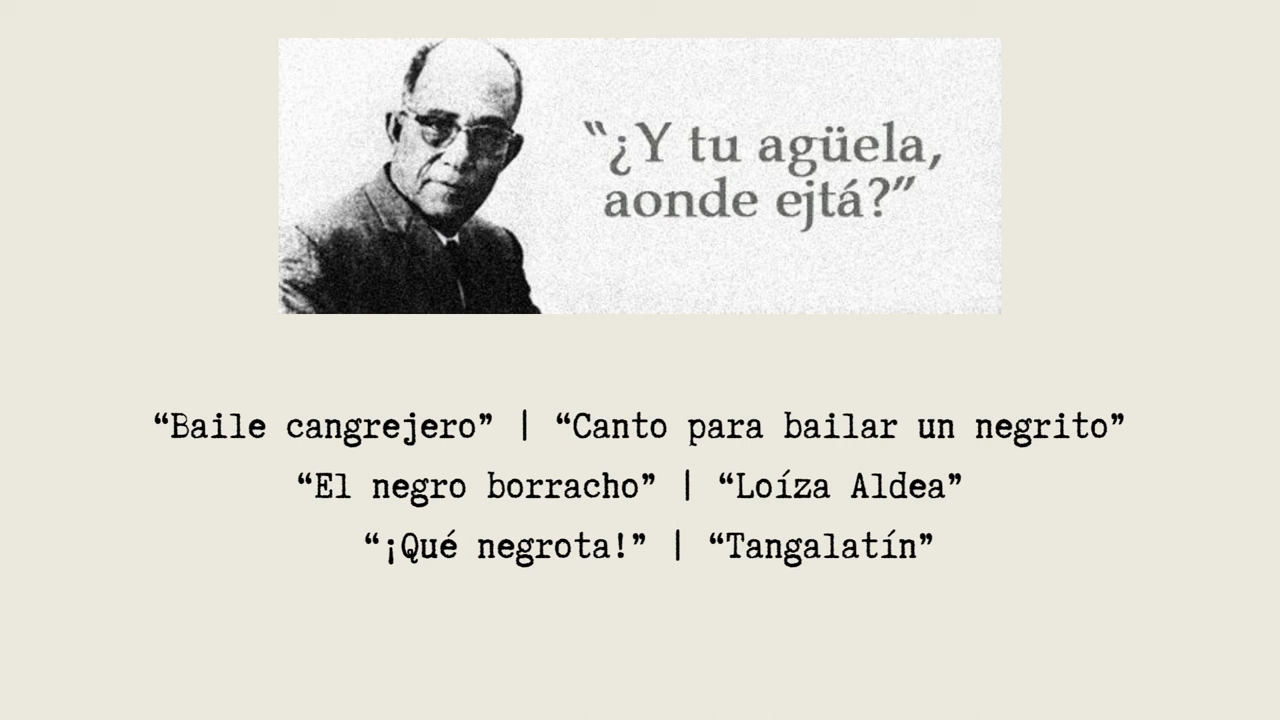 “¿Y tu agüela,
aonde ejtá?”
“Baile cangrejero” | “Canto para bailar un negrito”
“El negro borracho” | “Loíza Aldea”
“¡Qué negrota!” | “Tangalatín”